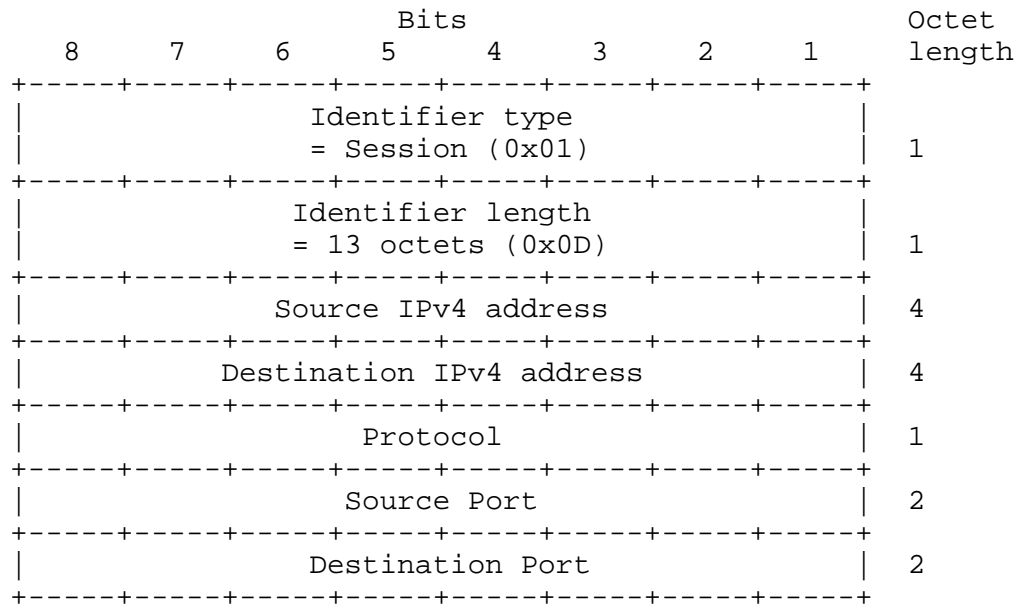 Bits                          Octet
   8     7     6     5     4     3     2     1      length
+-----+-----+-----+-----+-----+-----+-----+-----+
|                Identifier type                |
|                = Session (0x01)               |  1
+-----+-----+-----+-----+-----+-----+-----+-----+
|               Identifier length               |
|               = 13 octets (0x0D)              |  1
+-----+-----+-----+-----+-----+-----+-----+-----+
|              Source IPv4 address              |  4
+-----+-----+-----+-----+-----+-----+-----+-----+
|           Destination IPv4 address            |  4
+-----+-----+-----+-----+-----+-----+-----+-----+
|                   Protocol                    |  1
+-----+-----+-----+-----+-----+-----+-----+-----+
|                  Source Port                  |  2
+-----+-----+-----+-----+-----+-----+-----+-----+
|                Destination Port               |  2
+-----+-----+-----+-----+-----+-----+-----+-----+